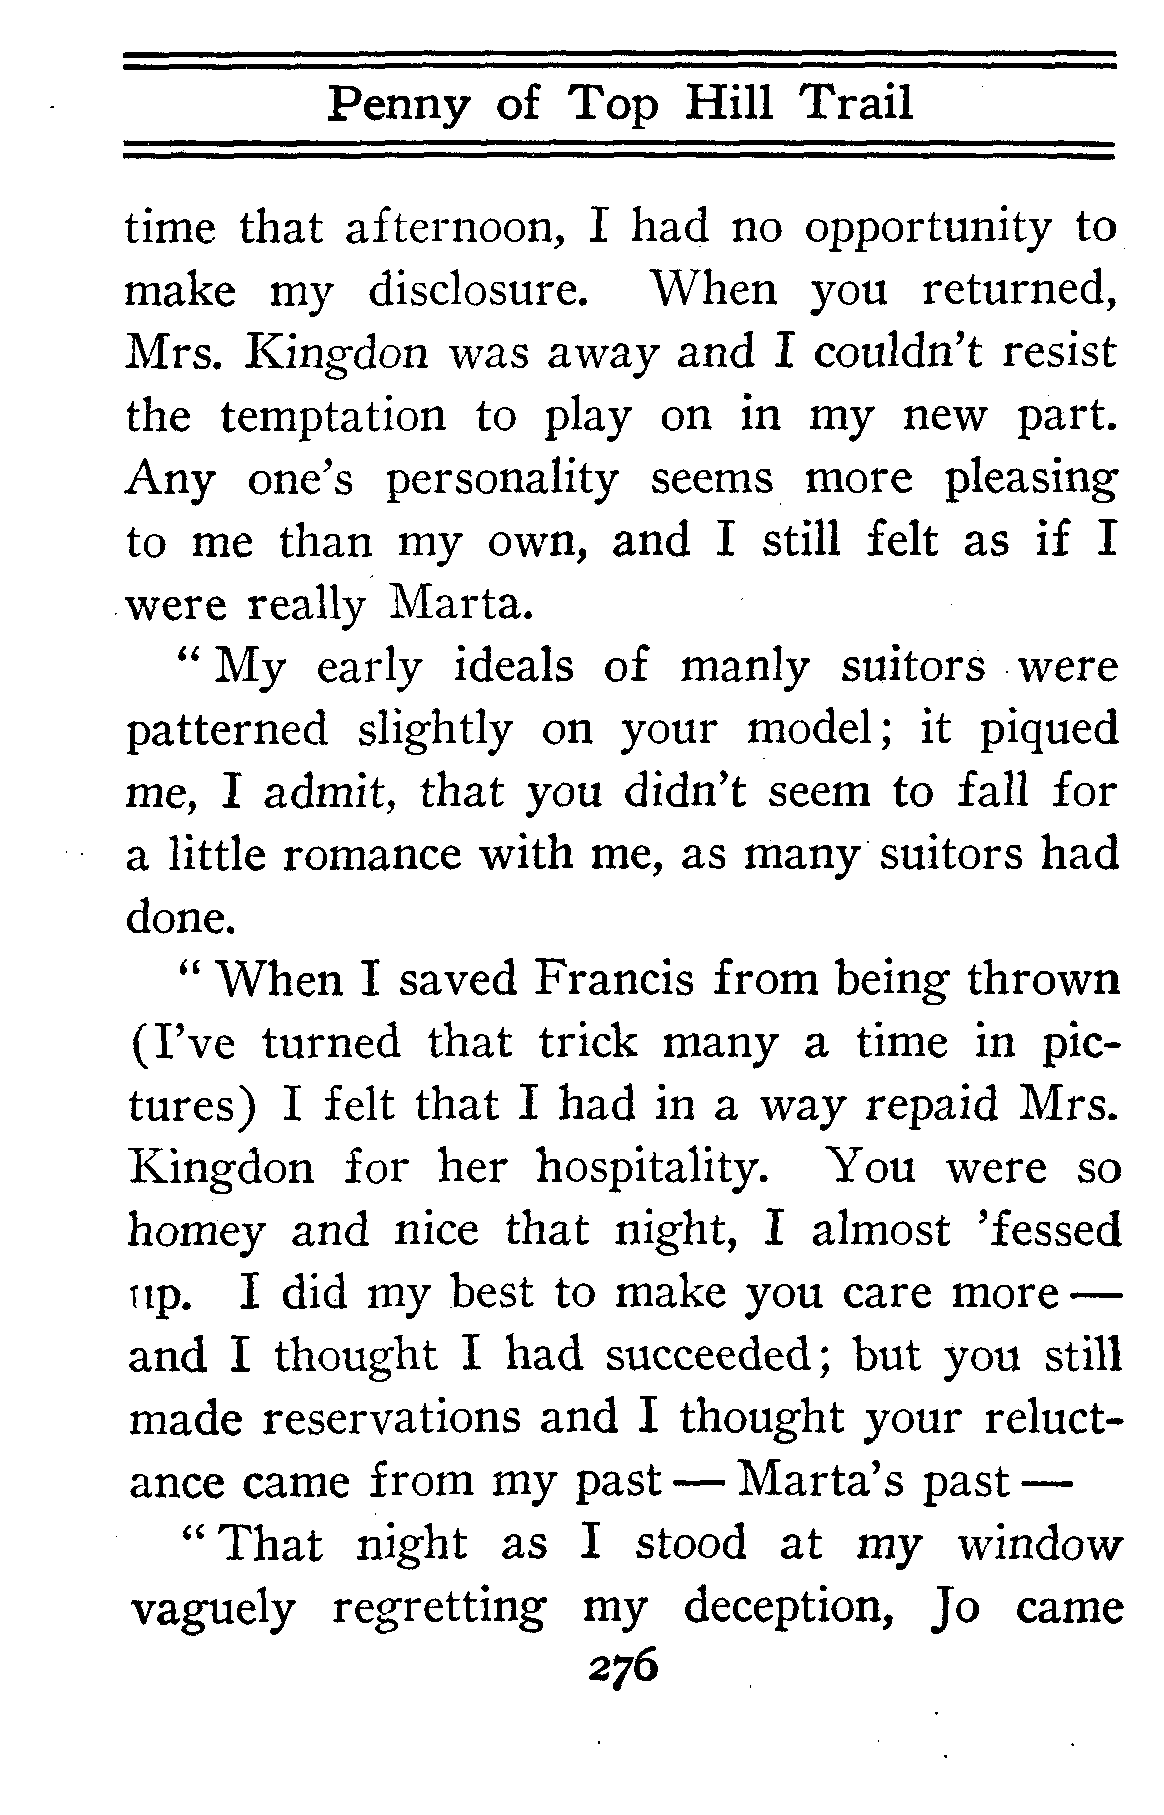 Penny of Top Hill Trail
time that afternoon, I had no opportunity to
make my disclosure. When you returned,
Mrs. Kingdon was away and I couldn't resist
the temptation to play on in my new part.
Any one's personality seems more pleasing
to me than my own, and I still felt as if I
were really Marta.
“ My early ideals of manly suitors were
patterned slightly on your model; it piqued
me, I admit, that you didn't seem to fall for
a little romance with me, as many suitors had
done.
“ When I saved Francis from being thrown
(I've turned that trick many a time in pic-
tures) I felt that I had in a way repaid Mrs.
Kingdon for her hospitality. You were so
homey and nice that night, I almost 'fessed
up. I did my best to make you care more —
and I thought I had succeeded; but you still
made reservations and I thought your reluct-
ance came from my past — Marta's past —
“ That night as I stood at my window
vaguely regretting my deception, Jo came
276